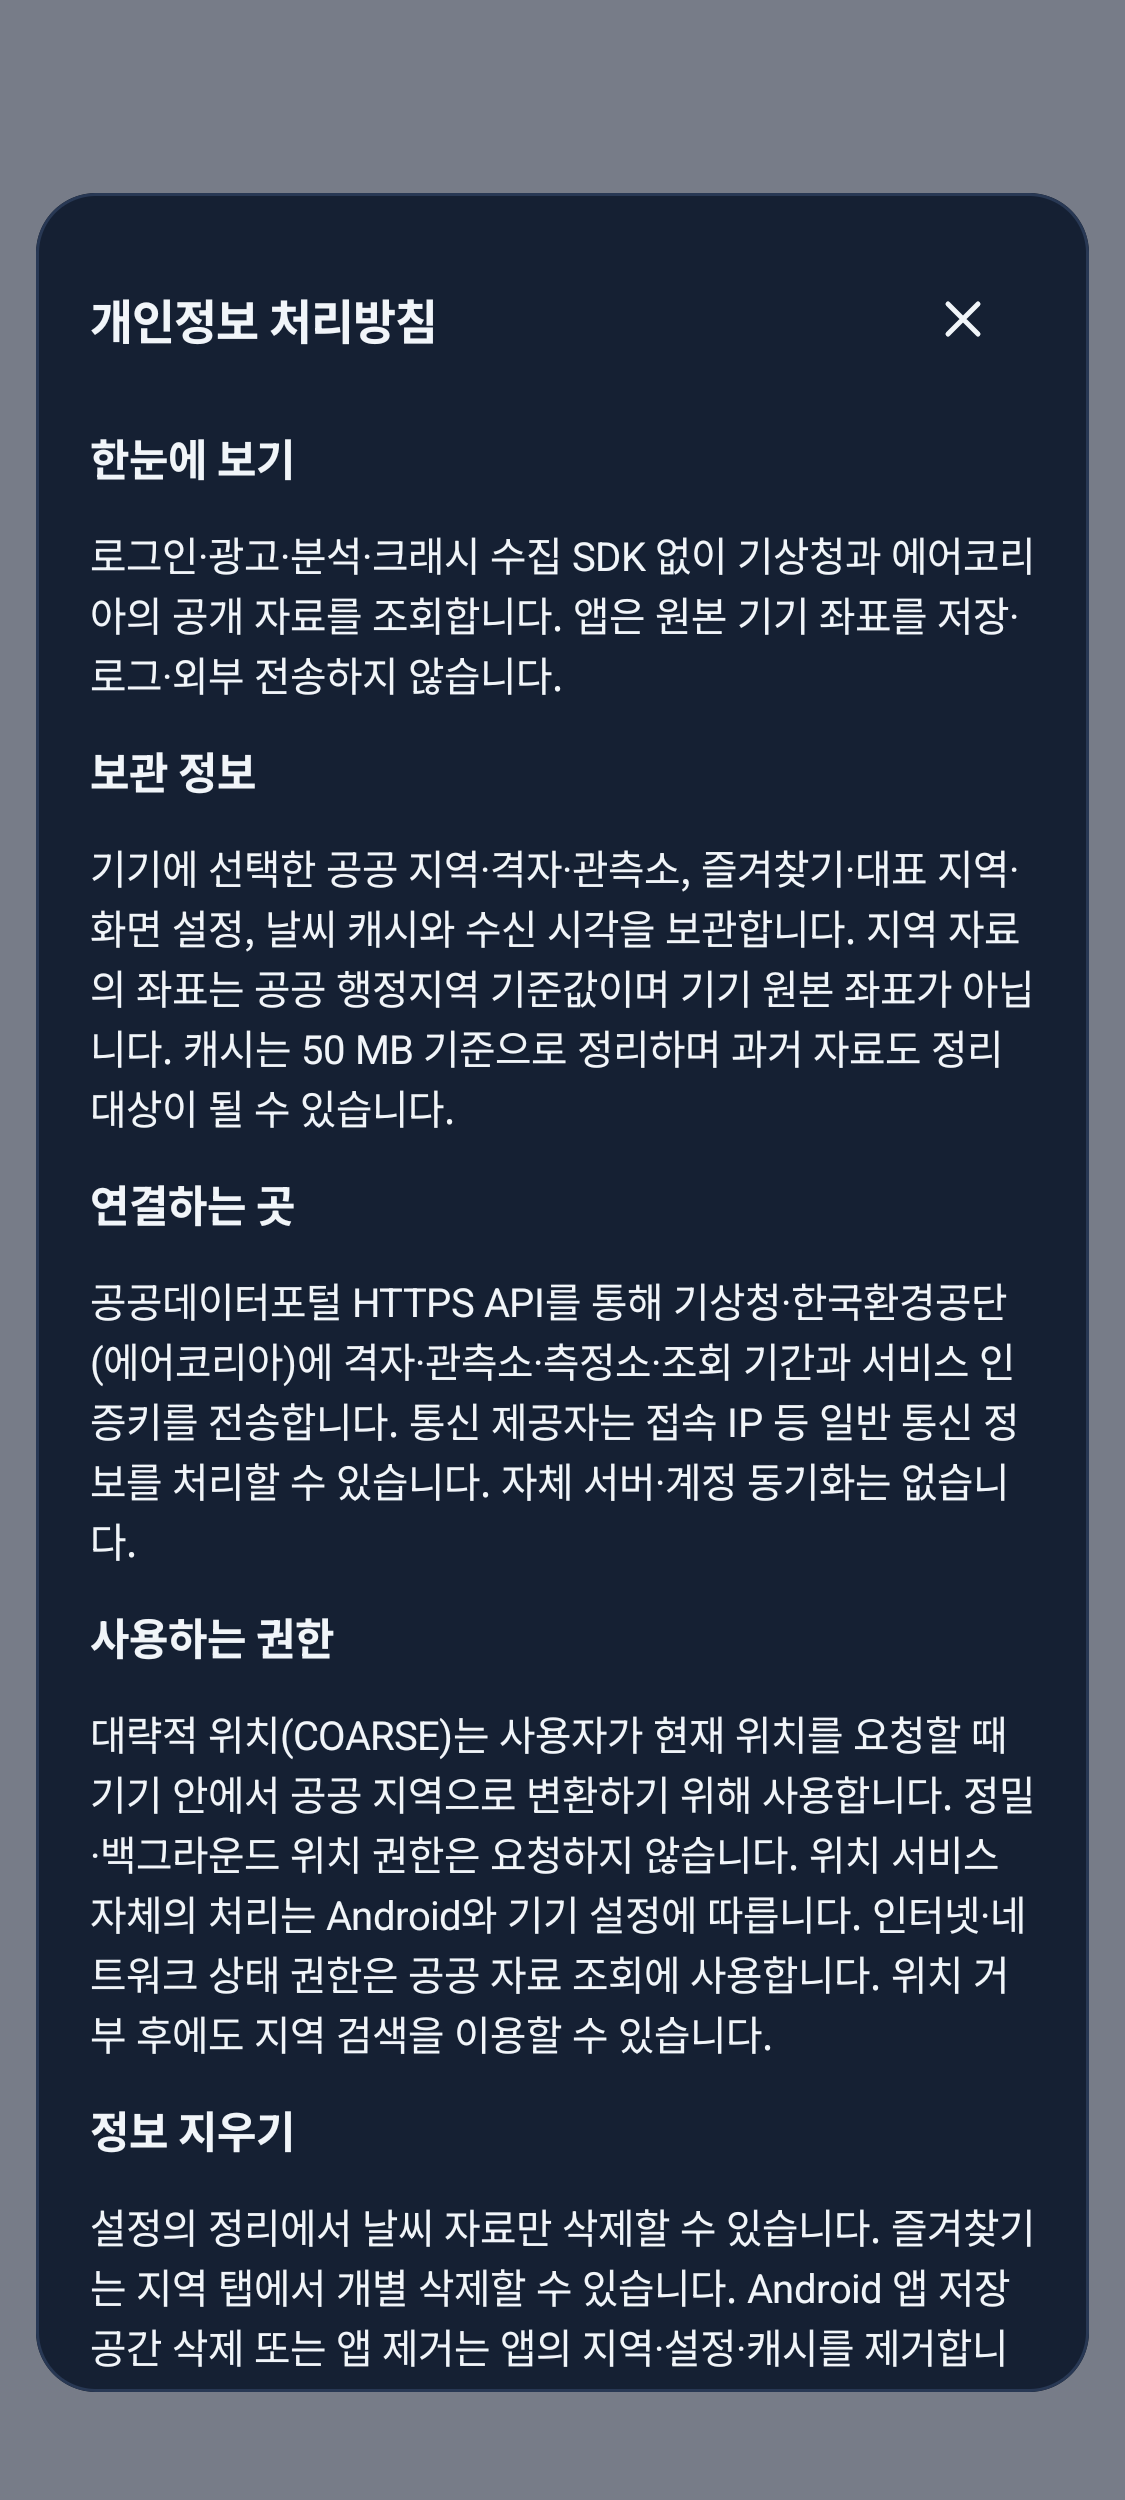 개인정보 처리방침
한눈에 보기
로그인·광고·분석·크래시 수집 SDK 없이 기상청과 에어코리
아의 공개 자료를 조회합니다. 앱은 원본 기기 좌표를 저장·
로그·외부 전송하지 않습니다.
보관 정보
기기에 선택한 공공 지역·격자·관측소, 즐겨찾기·대표 지역·
화면 설정, 날씨 캐시와 수신 시각을 보관합니다. 지역 자료
의 좌표는 공공 행정지역 기준값이며 기기 원본 좌표가 아닙
니다. 캐시는 50 MB 기준으로 정리하며 과거 자료도 정리
대상이 될 수 있습니다.
연결하는 곳
공공데이터포털 HTTPS API를 통해 기상청·한국환경공단
(에어코리아)에 격자·관측소·측정소·조회 기간과 서비스 인
증키를 전송합니다. 통신 제공자는 접속 IP 등 일반 통신 정
보를 처리할 수 있습니다. 자체 서버·계정 동기화는 없습니
다.
사용하는 권한
대략적 위치(COARSE)는 사용자가 현재 위치를 요청할 때
기기 안에서 공공 지역으로 변환하기 위해 사용합니다. 정밀
·백그라운드 위치 권한은 요청하지 않습니다. 위치 서비스
자체의 처리는 Android와 기기 설정에 따릅니다. 인터넷·네
트워크 상태 권한은 공공 자료 조회에 사용합니다. 위치 거
부 후에도 지역 검색을 이용할 수 있습니다.
정보 지우기
설정의 정리에서 날씨 자료만 삭제할 수 있습니다. 즐겨찾기
는 지역 탭에서 개별 삭제할 수 있습니다. Android 앱 저장
공간 삭제 또는 앱 제거는 앱의 지역·설정·캐시를 제거합니